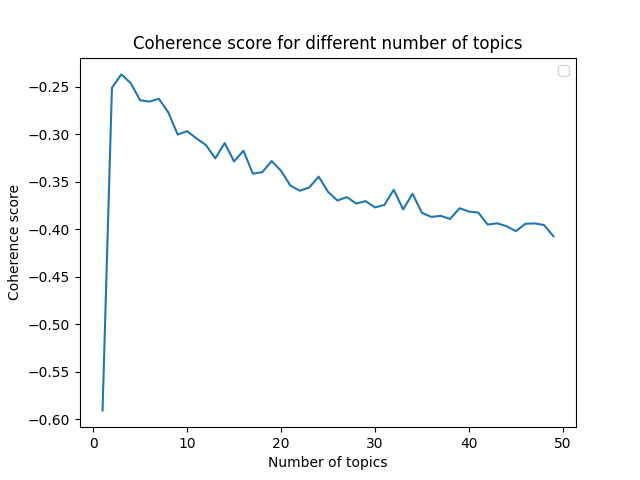 Coherence score for different number of topics
−0.25
−0.30
−0.35
−0.40
−0.45
−0.50
−0.55
−0.60
Coherence score
0 10 20 30 40 50
Number of topics